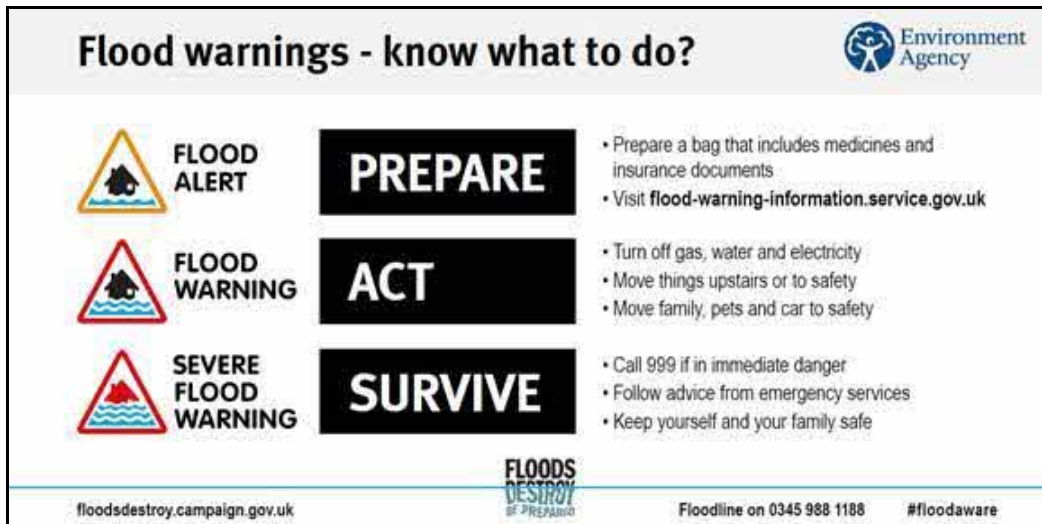 Flood warnings - know what to do?
Environment
Agency
FLOOD
ALERT
PREPARE
• Prepare a bag that includes medicines and
insurance documents
• Visit flood-warning-information.service.gov.uk
FLOOD
WARNING
ACT
• Turn off gas, water and electricity
• Move things upstairs or to safety
• Move family, pets and car to safety
SEVERE
FLOOD
WARNING
SURVIVE
• Call 999 if in immediate danger
• Follow advice from emergency services
• Keep yourself and your family safe
FLOODS
DESTROY
BE PREPARED
floodsdestroy.campaign.gov.uk
Floodline on 0345 988 1188
#floodaware